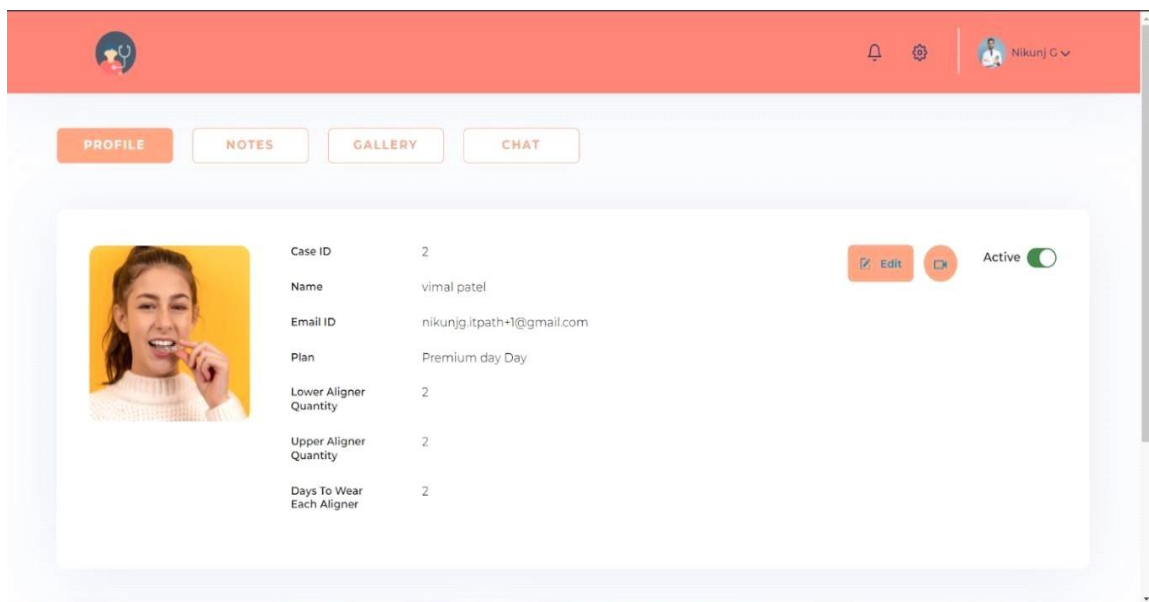 Nikunj G
PROFILE
NOTES
GALLERY
CHAT
Case ID 2
Name vimal patel
Email ID nikunjg.itpath+1@gmail.com
Plan Premium day Day
Lower Aligner
Quantity 2
Upper Aligner
Quantity 2
Days To Wear
Each Aligner 2
Edit
Active